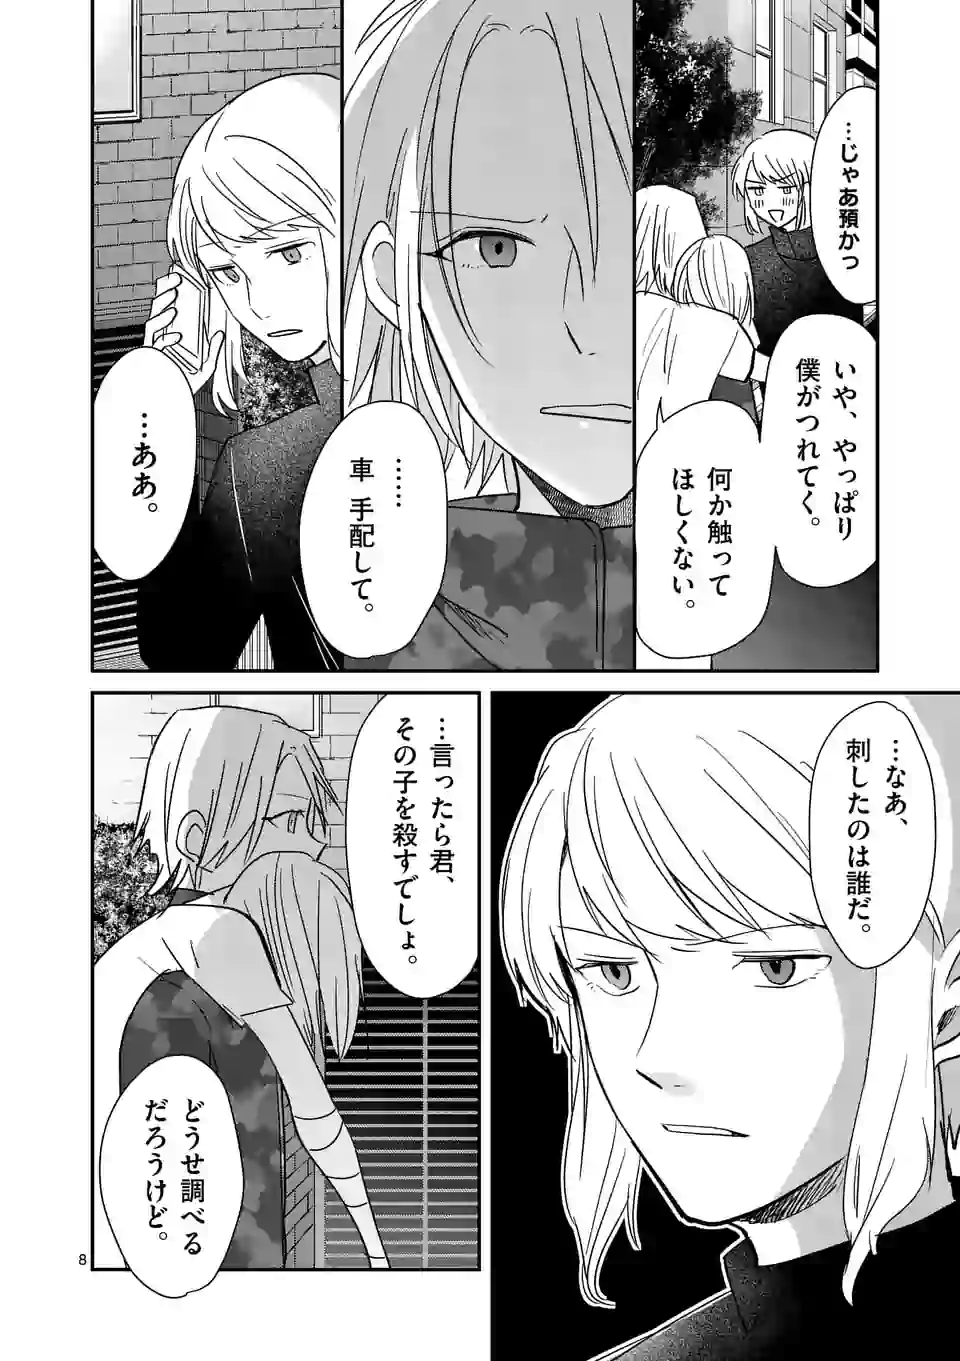 …じゃあ預かっ
いや、やっぱり
僕がつれてく。
何か触って
ほしくない。
……
車 手配して。
…ああ。
…なあ、
刺したのは誰だ。
…言ったら君、
その子を殺すでしょ。
どうせ調べる
だろうけど。
8